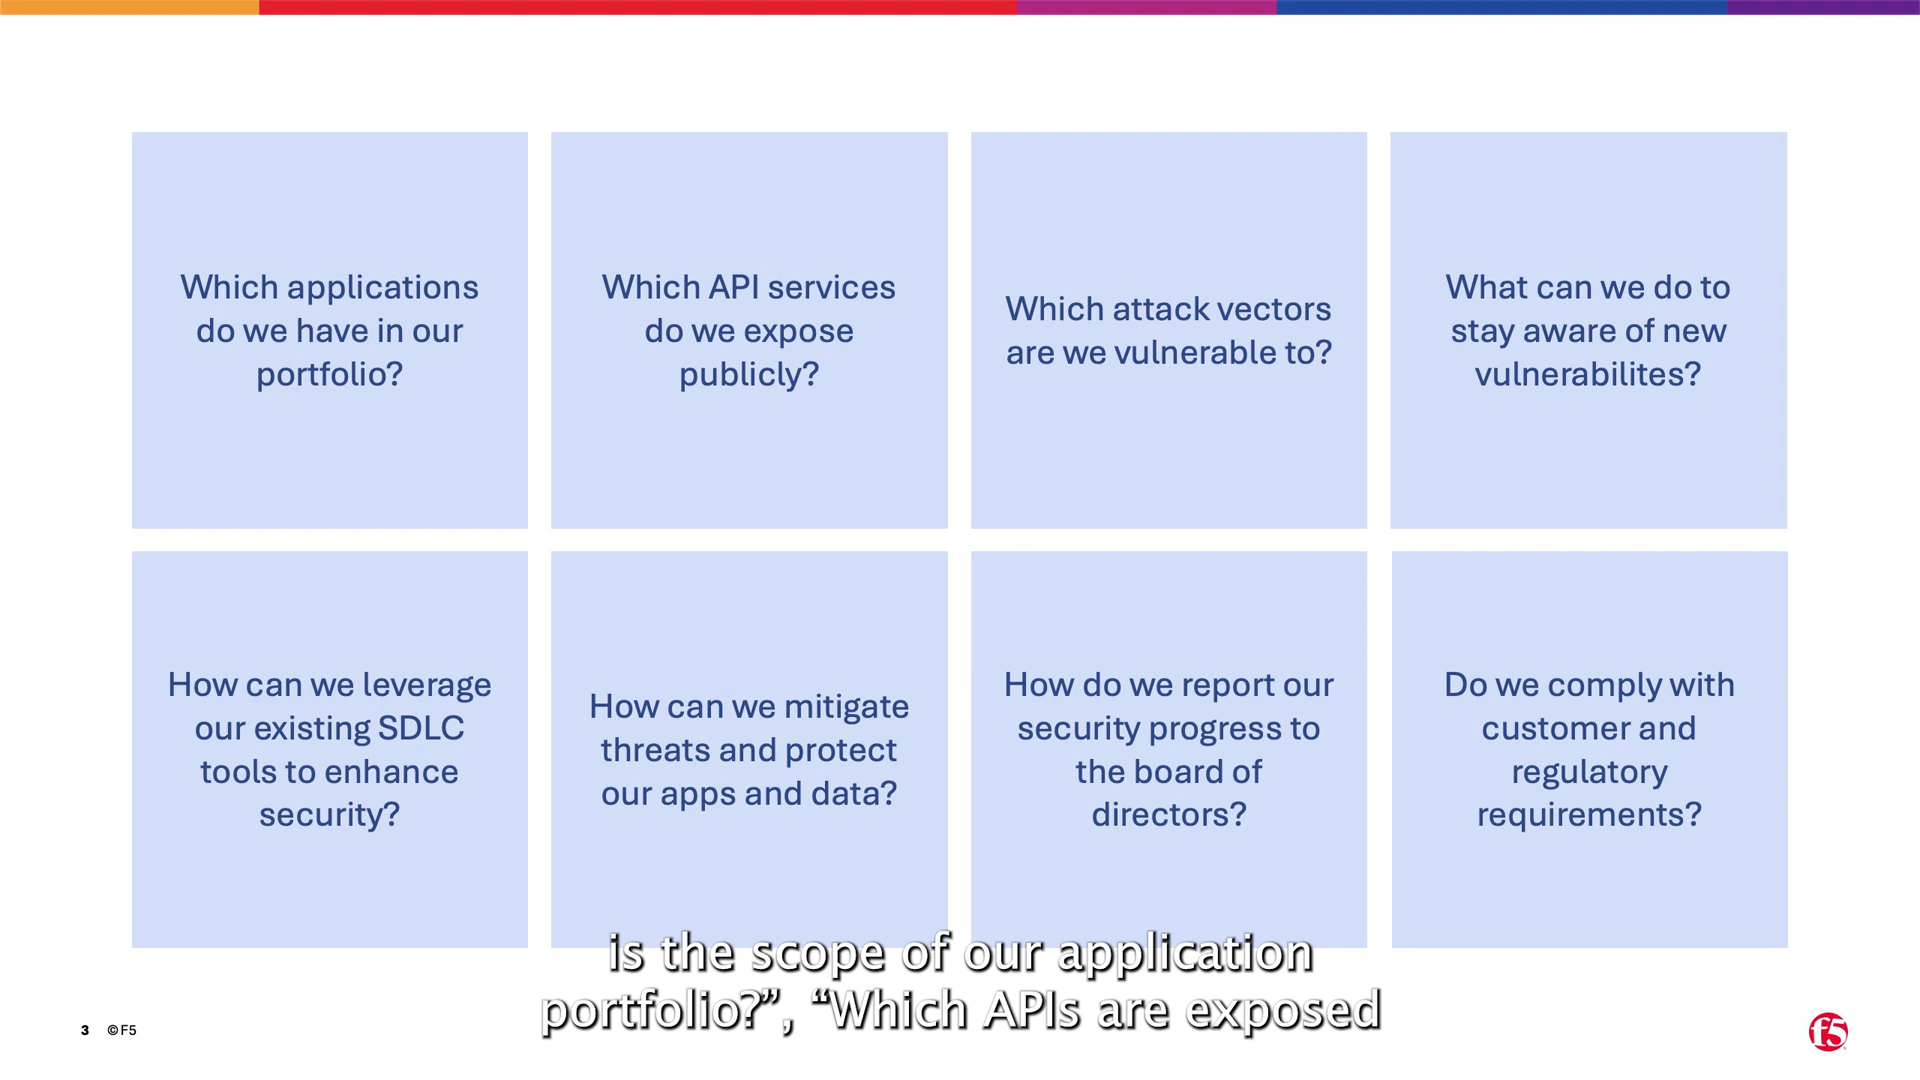 Which applications
do we have in our
portfolio?
Which API services
do we expose
publicly?
Which attack vectors
are we vulnerable to?
What can we do to
stay aware of new
vulnerabilites?
How can we leverage
our existing SDLC
tools to enhance
security?
How can we mitigate
threats and protect
our apps and data?
How do we report our
security progress to
the board of
directors?
Do we comply with
customer and
regulatory
requirements?
is the scope of our application
portfolio?”, “Which APIs are exposed
3 ©F5
f5